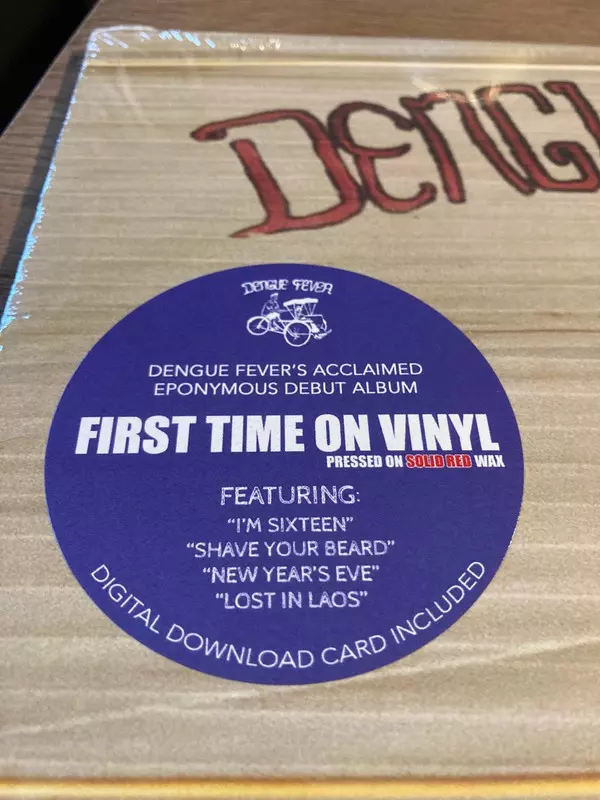 DENGU
DENGUE FEVER
DENGUE FEVER'S ACCLAIMED
EPONYMOUS DEBUT ALBUM
FIRST TIME ON VINYL
PRESSED ON SOLID RED WAX
FEATURING:
"I'M SIXTEEN"
"SHAVE YOUR BEARD"
"NEW YEAR'S EVE"
"LOST IN LAOS"
DIGITAL DOWNLOAD CARD INCLUDED